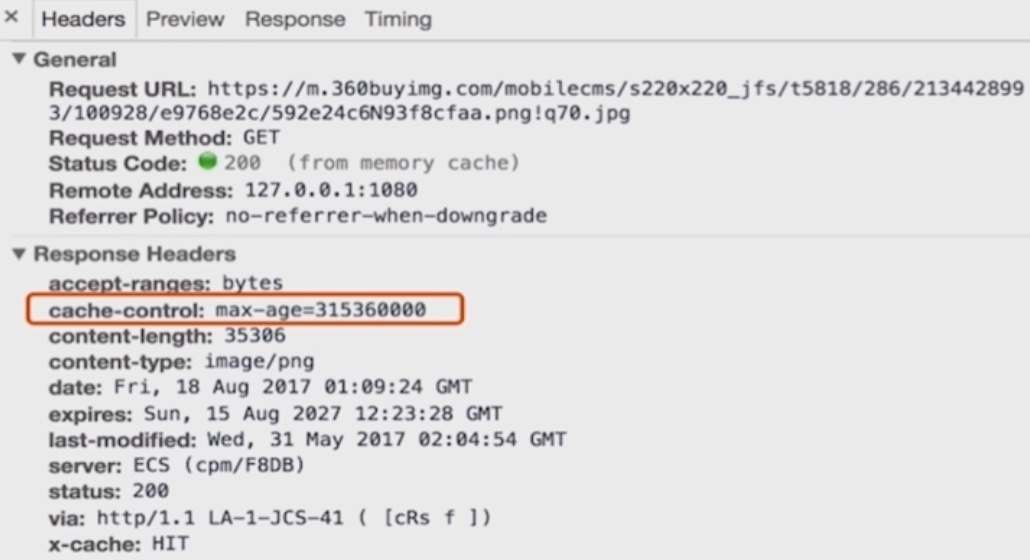 × Headers Preview Response Timing
▼ General
Request URL: https://m.360buyimg.com/mobilecms/s220x220_jfs/t5818/286/213442899
3/100928/e9768e2c/592e24c6N93f8cfaa.png!q70.jpg
Request Method: GET
Status Code: 200 (from memory cache)
Remote Address: 127.0.0.1:1080
Referrer Policy: no-referrer-when-downgrade
▼ Response Headers
accept-ranges: bytes
cache-control: max-age=315360000
content-length: 35306
content-type: image/png
date: Fri, 18 Aug 2017 01:09:24 GMT
expires: Sun, 15 Aug 2027 12:23:28 GMT
last-modified: Wed, 31 May 2017 02:04:54 GMT
server: ECS (cpm/F8DB)
status: 200
via: http/1.1 LA-1-JCS-41 ( [cRs f ])
x-cache: HIT